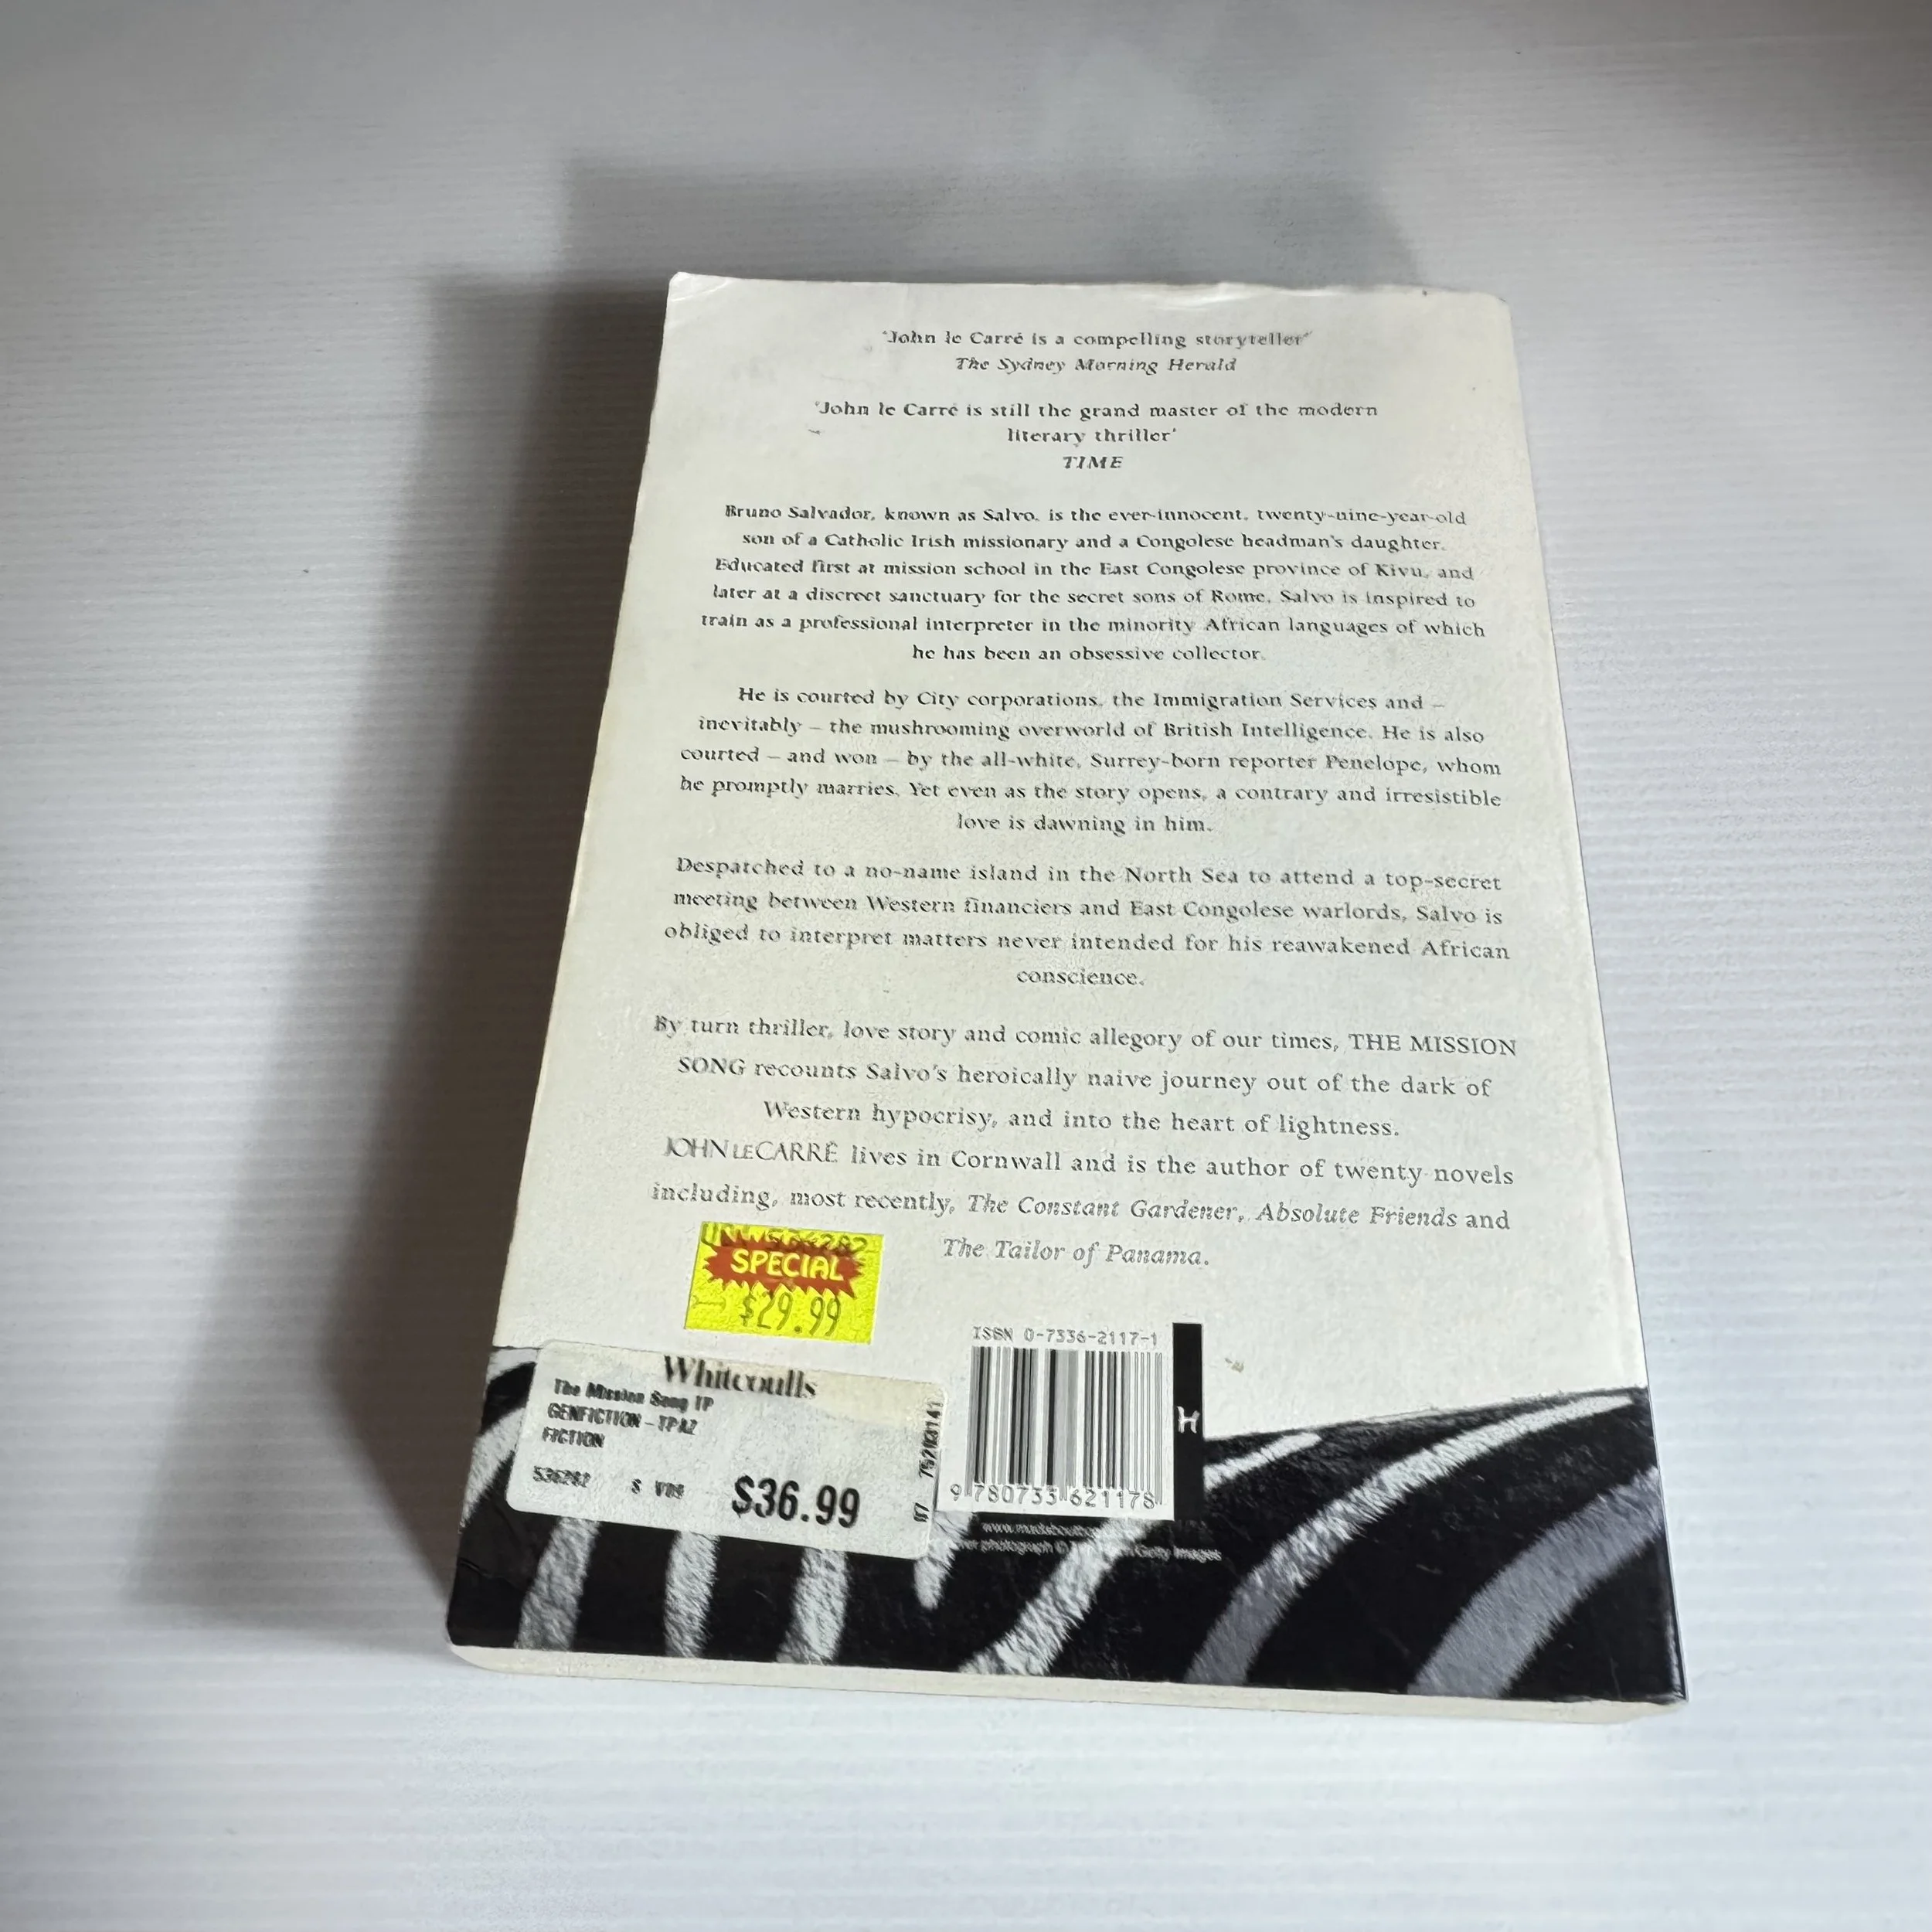 'John le Carré is a compelling storyteller'
The Sydney Morning Herald
'John le Carré is still the grand master of the modern
literary thriller'
TIME
Bruno Salvador, known as Salvo, is the ever-innocent, twenty-nine-year-old
son of a Catholic Irish missionary and a Congolese headman's daughter.
Educated first at mission school in the East Congolese province of Kivu, and
later at a discreet sanctuary for the secret sons of Rome, Salvo is inspired to
train as a professional interpreter in the minority African languages of which
he has been an obsessive collector.
He is courted by City corporations, the Immigration Services and –
inevitably – the mushrooming overworld of British Intelligence. He is also
courted – and won – by the all-white, Surrey-born reporter Penelope, whom
he promptly marries. Yet even as the story opens, a contrary and irresistible
love is dawning in him.
Despatched to a no-name island in the North Sea to attend a top-secret
meeting between Western financiers and East Congolese warlords, Salvo is
obliged to interpret matters never intended for his reawakened African
conscience.
By turn thriller, love story and comic allegory of our times, THE MISSION
SONG recounts Salvo's heroically naive journey out of the dark of
Western hypocrisy, and into the heart of lightness.
JOHN LE CARRÉ lives in Cornwall and is the author of twenty novels
including, most recently, The Constant Gardener, Absolute Friends and
The Tailor of Panama.
SPECIAL
$29.99
ISBN 0-7336-2117-1
H
9 780733 621178
Whitcoulls
The Mission Song TP
GENFICTION - TP AZ
FICTION
536282 S V09 $36.99
photograph ©
Getty Images